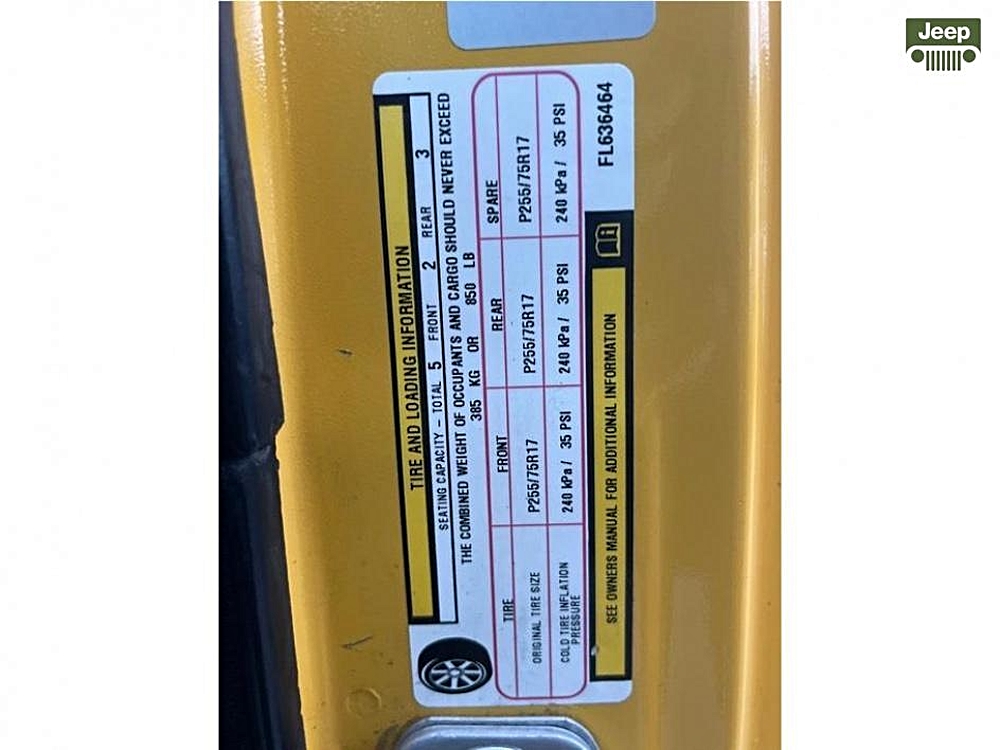 Jeep
TIRE AND LOADING INFORMATION
SEATING CAPACITY – TOTAL 5 FRONT 2 REAR 3
THE COMBINED WEIGHT OF OCCUPANTS AND CARGO SHOULD NEVER EXCEED
385 KG OR 850 LB
TIRE FRONT REAR SPARE
ORIGINAL TIRE SIZE P255/75R17 P255/75R17 P255/75R17
COLD TIRE INFLATION
PRESSURE 240 kPa / 35 PSI 240 kPa / 35 PSI 240 kPa / 35 PSI
SEE OWNERS MANUAL FOR ADDITIONAL INFORMATION
FL636464